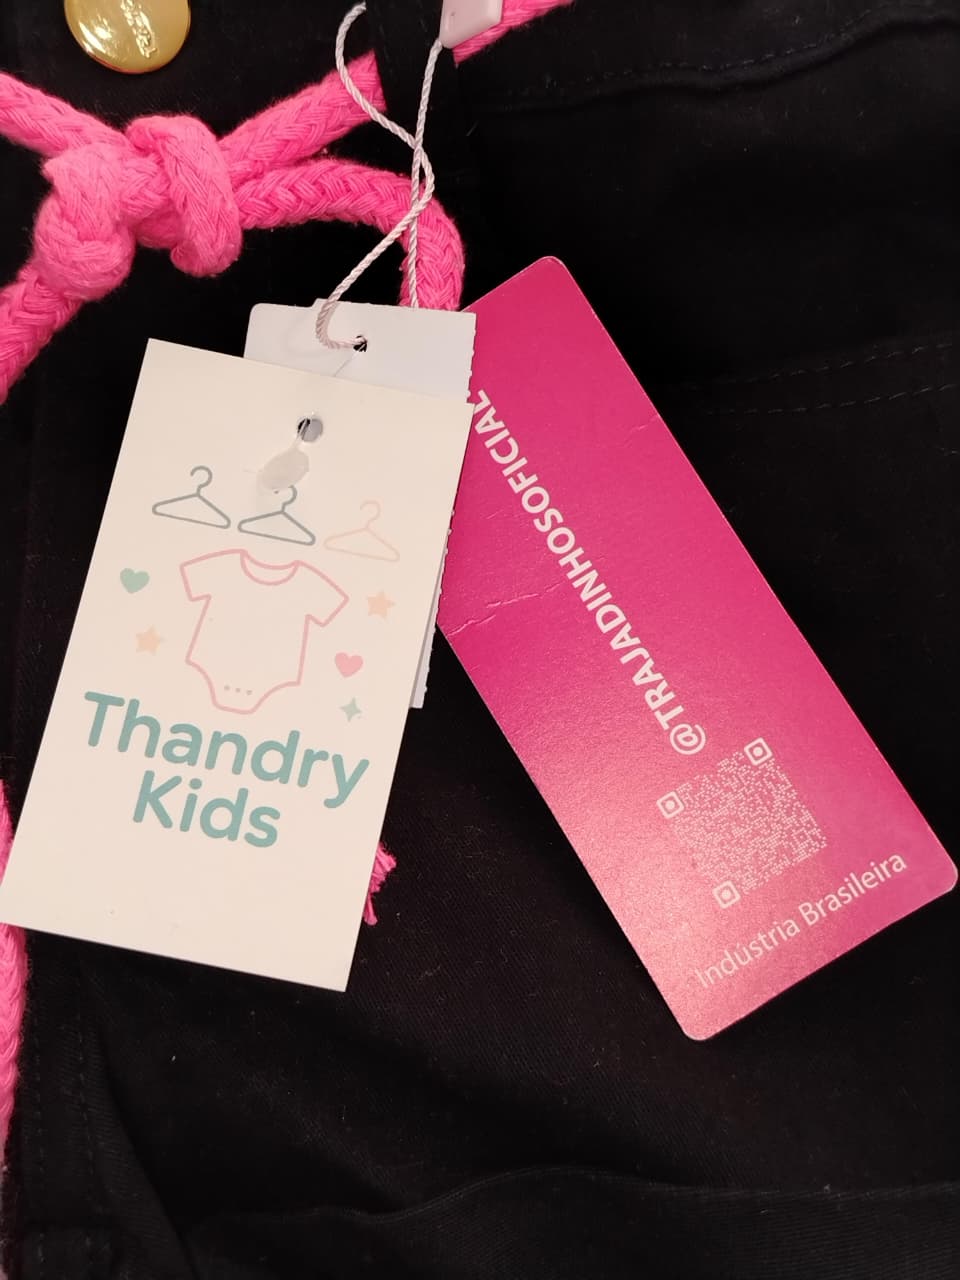 Thandry
Kids
@TRAJADINHOSOFICIAL
Indústria Brasileira